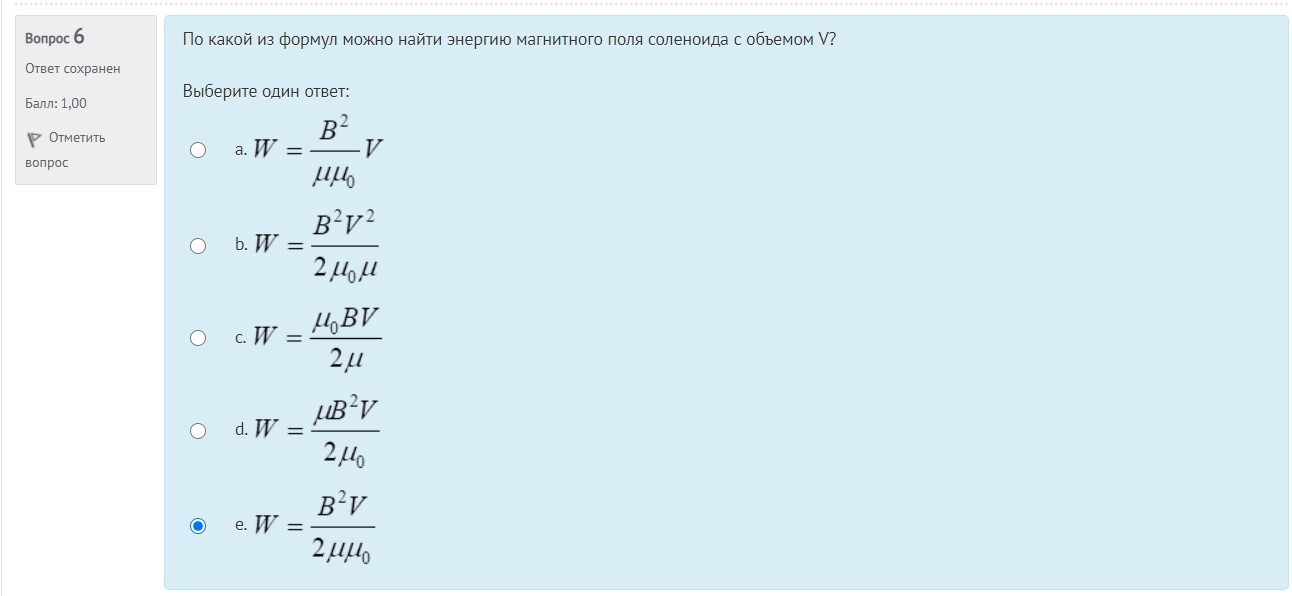 Вопрос 6
Ответ сохранен
Балл: 1,00
Отметить
вопрос
По какой из формул можно найти энергию магнитного поля соленоида с объемом V?
Выберите один ответ:
a. W = B² / μμ₀ V
b. W = B²V² / 2μ₀μ
c. W = μ₀BV / 2μ
d. W = μB²V / 2μ₀
e. W = B²V / 2μμ₀